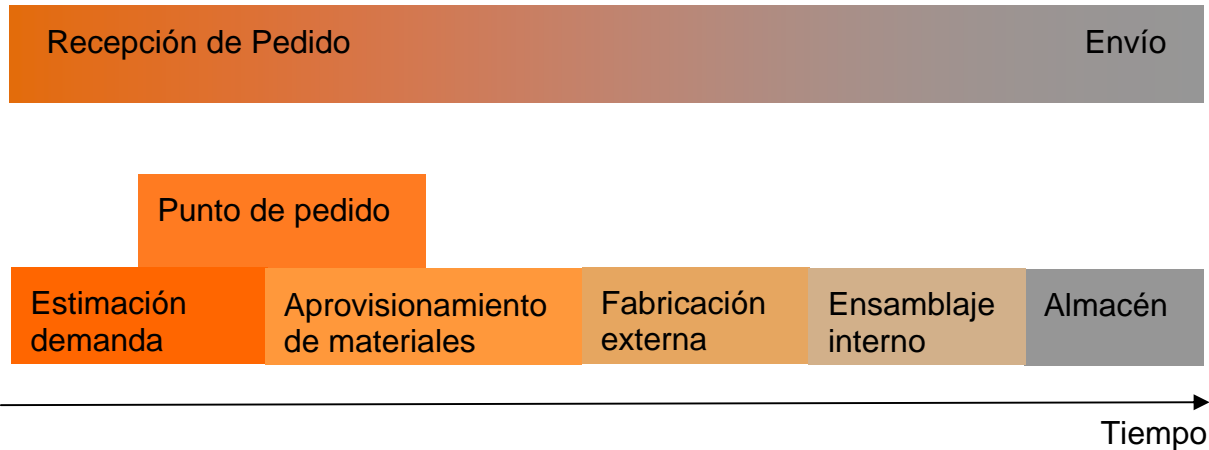 Recepción de Pedido
Envío
Punto de pedido
Estimación
demanda
Aprovisionamiento
de materiales
Fabricación
externa
Ensamblaje
interno
Almacén
Tiempo